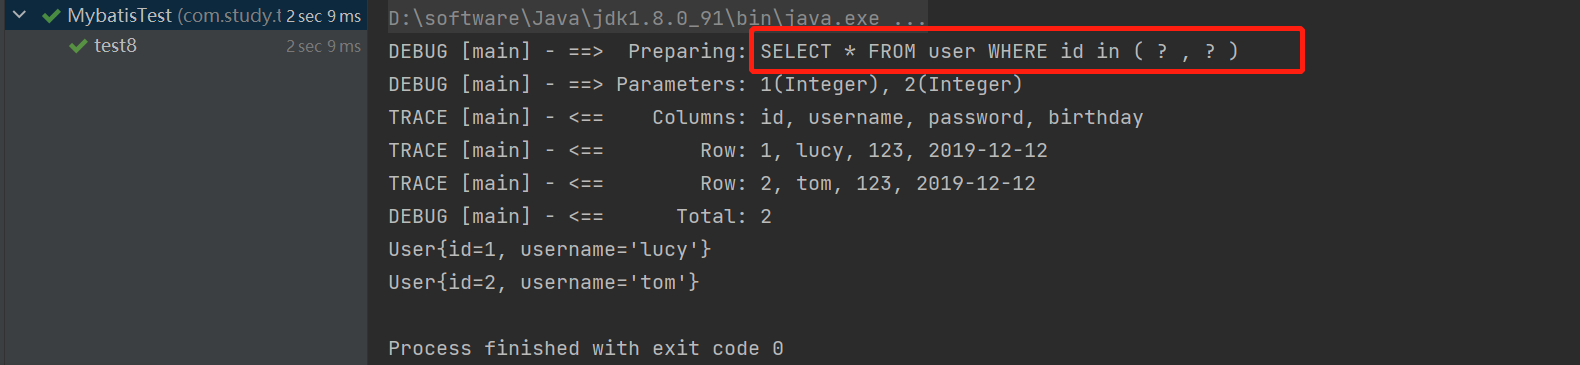 MybatisTest (com.study.t 2 sec 9 ms
test8 2 sec 9 ms
D:\software\Java\jdk1.8.0_91\bin\java.exe ...
DEBUG [main] - ==>  Preparing: SELECT * FROM user WHERE id in ( ? , ? )
DEBUG [main] - ==> Parameters: 1(Integer), 2(Integer)
TRACE [main] - <==    Columns: id, username, password, birthday
TRACE [main] - <==        Row: 1, lucy, 123, 2019-12-12
TRACE [main] - <==        Row: 2, tom, 123, 2019-12-12
DEBUG [main] - <==      Total: 2
User{id=1, username='lucy'}
User{id=2, username='tom'}
Process finished with exit code 0